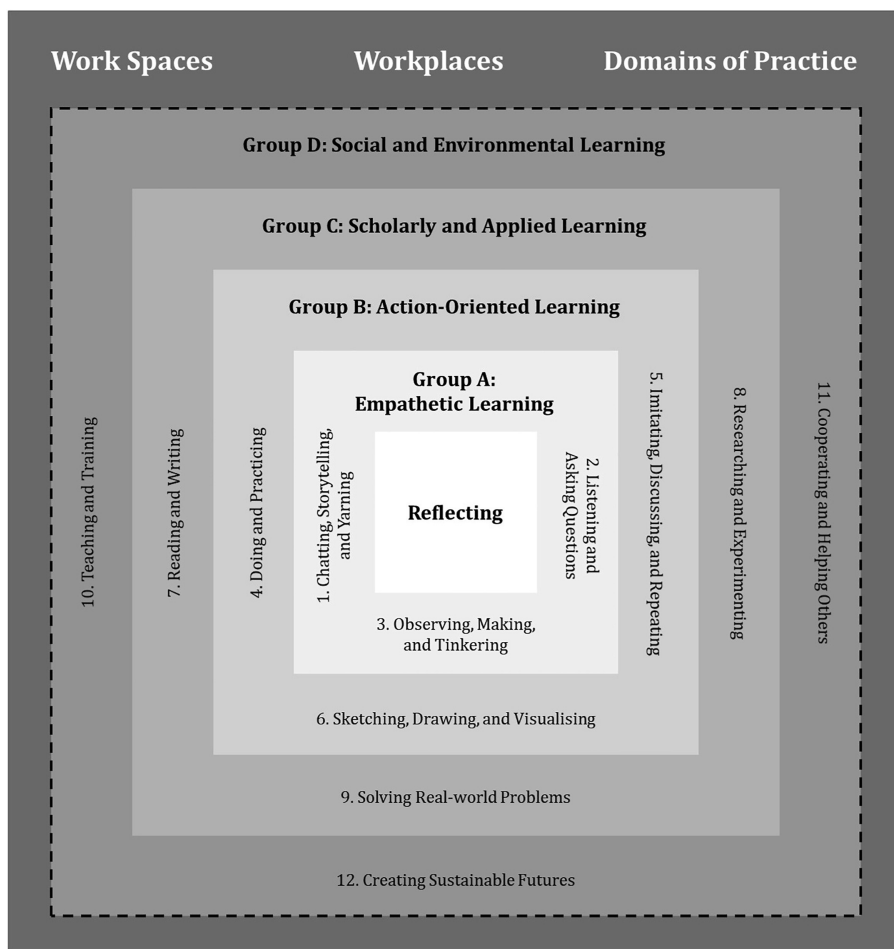 Work Spaces
Workplaces
Domains of Practice
Group D: Social and Environmental Learning
Group C: Scholarly and Applied Learning
Group B: Action-Oriented Learning
Group A:
Empathetic Learning
10. Teaching and Training
7. Reading and Writing
4. Doing and Practicing
1. Chatting, Storytelling,
and Yarning
Reflecting
2. Listening and
Asking Questions
5. Imitating, Discussing, and Repeating
8. Researching and Experimenting
11. Cooperating and Helping Others
3. Observing, Making,
and Tinkering
6. Sketching, Drawing, and Visualising
9. Solving Real-world Problems
12. Creating Sustainable Futures